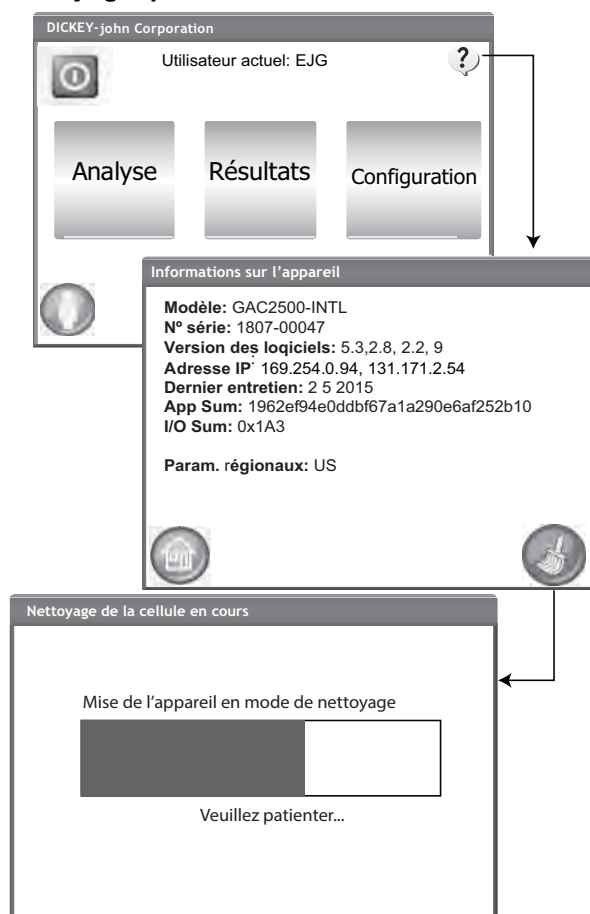 DICKEY-john Corporation
Utilisateur actuel: EJG
?
Analyse
Résultats
Configuration
Informations sur l'appareil
Modèle: GAC2500-INTL
Nº série: 1807-00047
Version des loqiciels: 5.3,2.8, 2.2, 9
Adresse IP: 169.254.0.94, 131.171.2.54
Dernier entretien: 2 5 2015
App Sum: 1962ef94e0ddbf67a1a290e6af252b10
I/O Sum: 0x1A3
Param. régionaux: US
Nettoyage de la cellule en cours
Mise de l'appareil en mode de nettoyage
Veuillez patienter...